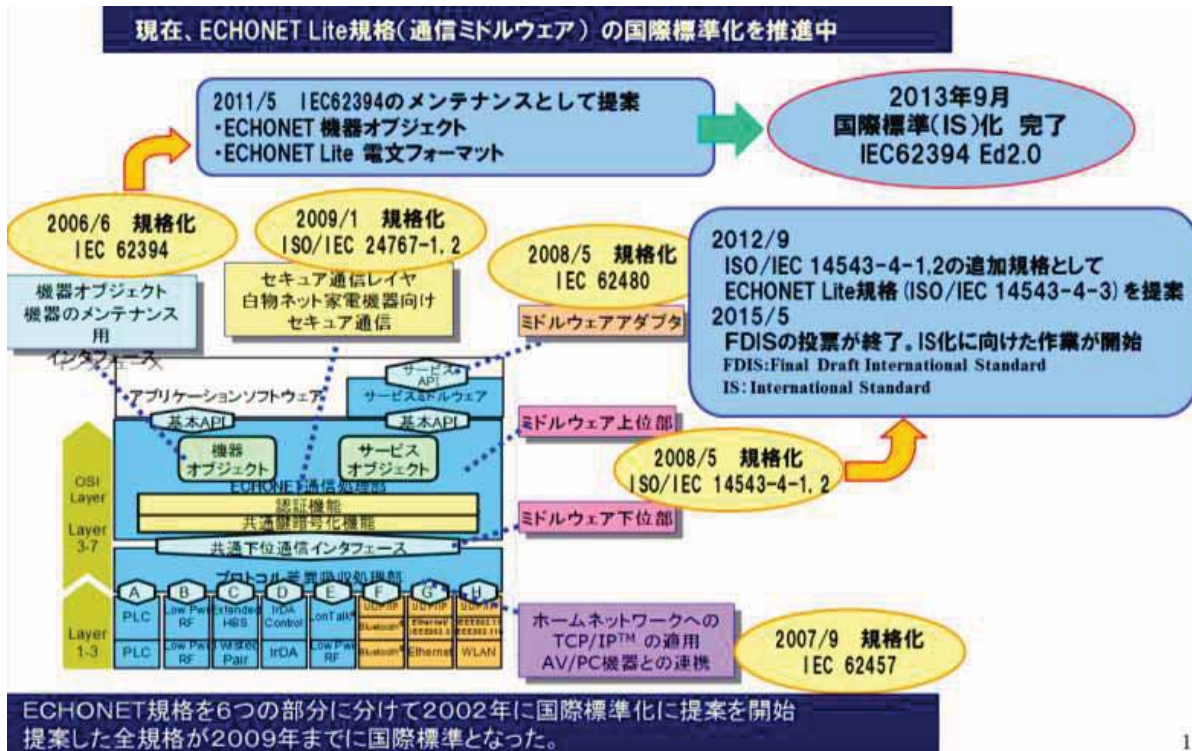 現在、ECHONET Lite規格(通信ミドルウェア)の国際標準化を推進中
2011/5 IEC62394のメンテナンスとして提案
・ECHONET 機器オブジェクト
・ECHONET Lite 電文フォーマット
2013年9月
国際標準(IS)化 完了
IEC62394 Ed2.0
2006/6 規格化
IEC 62394
2009/1 規格化
ISO/IEC 24767-1,2
2008/5 規格化
IEC 62480
2012/9
ISO/IEC 14543-4-1,2の追加規格として
ECHONET Lite規格(ISO/IEC 14543-4-3)を提案
2015/5
FDISの投票が終了。IS化に向けた作業が開始
FDIS:Final Draft International Standard
IS:International Standard
機器オブジェクト
機器のメンテナンス
用
インタフェース
セキュア通信レイヤ
白物ネット家電機器向け
セキュア通信
ミドルウェアアダプタ
サービス
API
アプリケーションソフトウェア
サービスミドルウェア
基本API
基本API
ミドルウェア上位部
機器
オブジェクト
サービス
オブジェクト
2008/5 規格化
ISO/IEC 14543-4-1,2
ECHONET通信処理部
認証機能
共通鍵暗号化機能
ミドルウェア下位部
共通下位通信インタフェース
プロトコル差異吸収処理部
OSI
Layer
Layer
3-7
Layer
1-3
A B C D E F G H
PLC
Low Pwr
RF
Extended
HBS
IrDA
Control
LonTalk®
UDP/IP
Bluetooth®
UDP/IP
Ethernet/
IEEE802.3
UDP/IP
PLC
Low Pwr
RF
Twisted
Pair
IrDA
Low Pwr
RF
Bluetooth®
Ethernet
WLAN
ホームネットワークへの
TCP/IP™ の適用
AV/PC機器との連携
2007/9 規格化
IEC 62457
ECHONET規格を6つの部分に分けて2002年に国際標準化に提案を開始
提案した全規格が2009年までに国際標準となった。
1